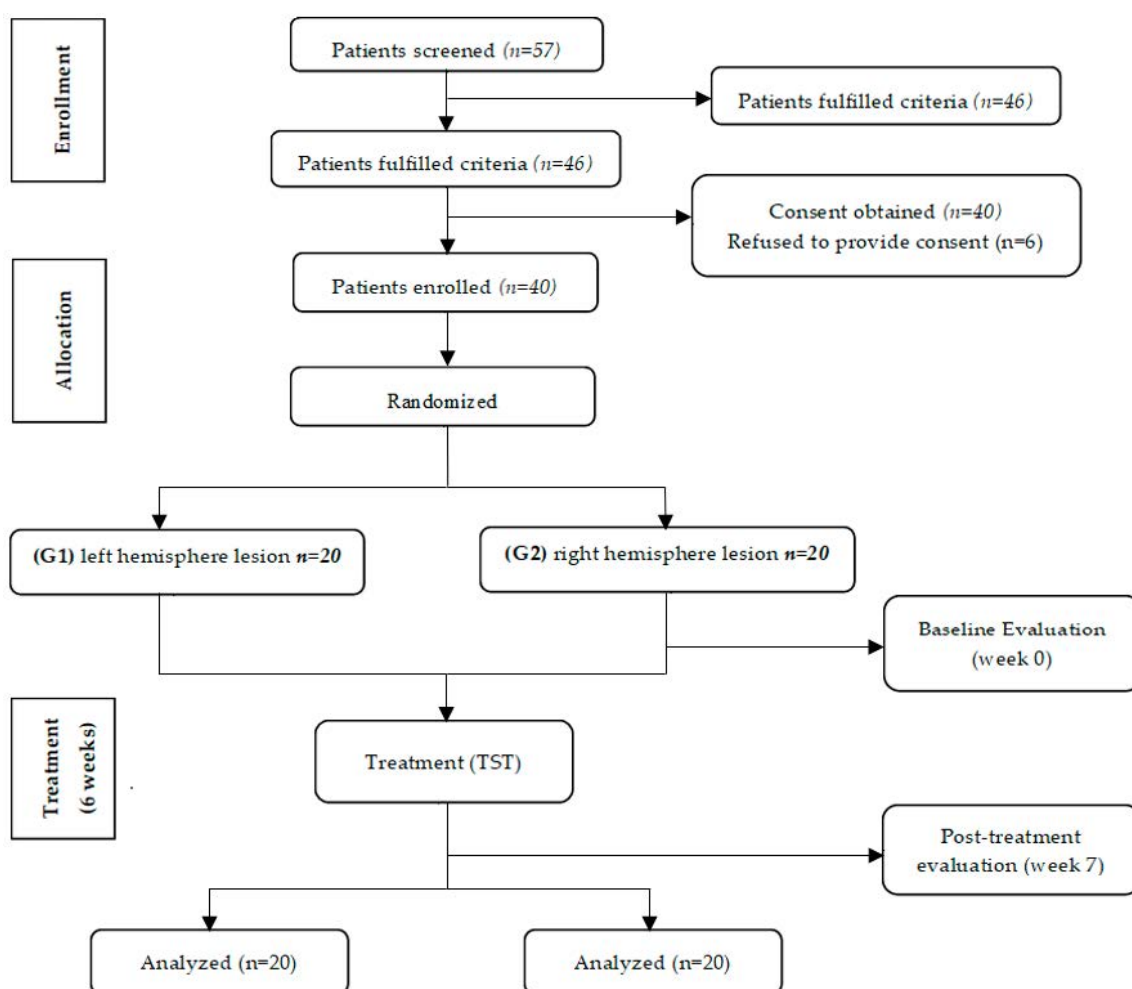 Enrollment
Patients screened (n=57)
Patients fulfilled criteria (n=46)
Patients fulfilled criteria (n=46)
Consent obtained (n=40)
Refused to provide consent (n=6)
Allocation
Patients enrolled (n=40)
Randomized
(G1) left hemisphere lesion n=20
(G2) right hemisphere lesion n=20
Baseline Evaluation
(week 0)
Treatment
(6 weeks)
Treatment (TST)
Post-treatment
evaluation (week 7)
Analyzed (n=20)
Analyzed (n=20)